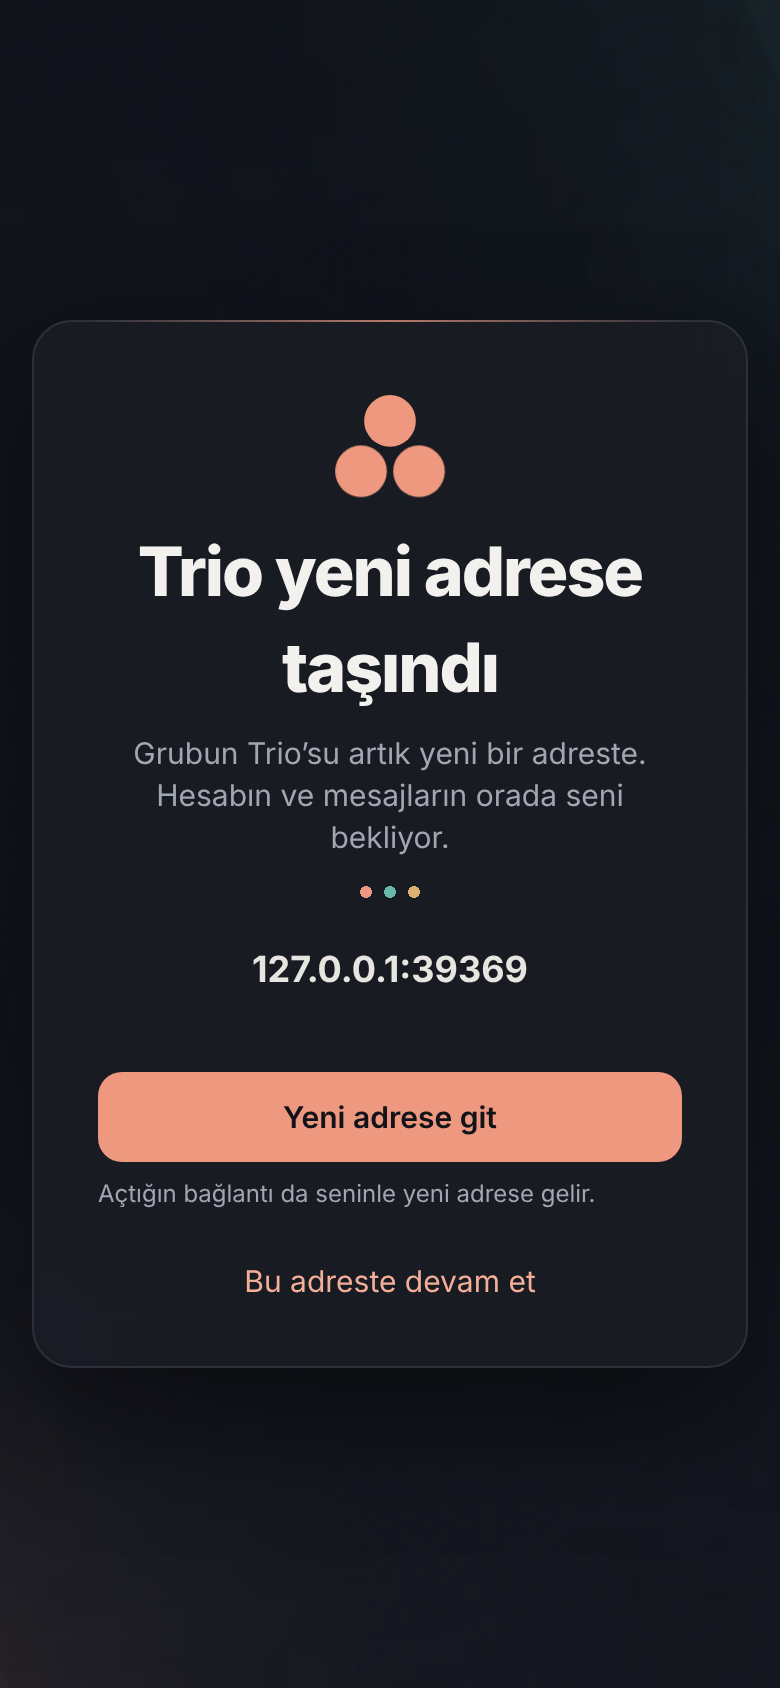 Trio yeni adrese
taşındı
Grubun Trio’su artık yeni bir adreste.
Hesabın ve mesajların orada seni
bekliyor.
127.0.0.1:39369
Yeni adrese git
Açtığın bağlantı da seninle yeni adrese gelir.
Bu adreste devam et